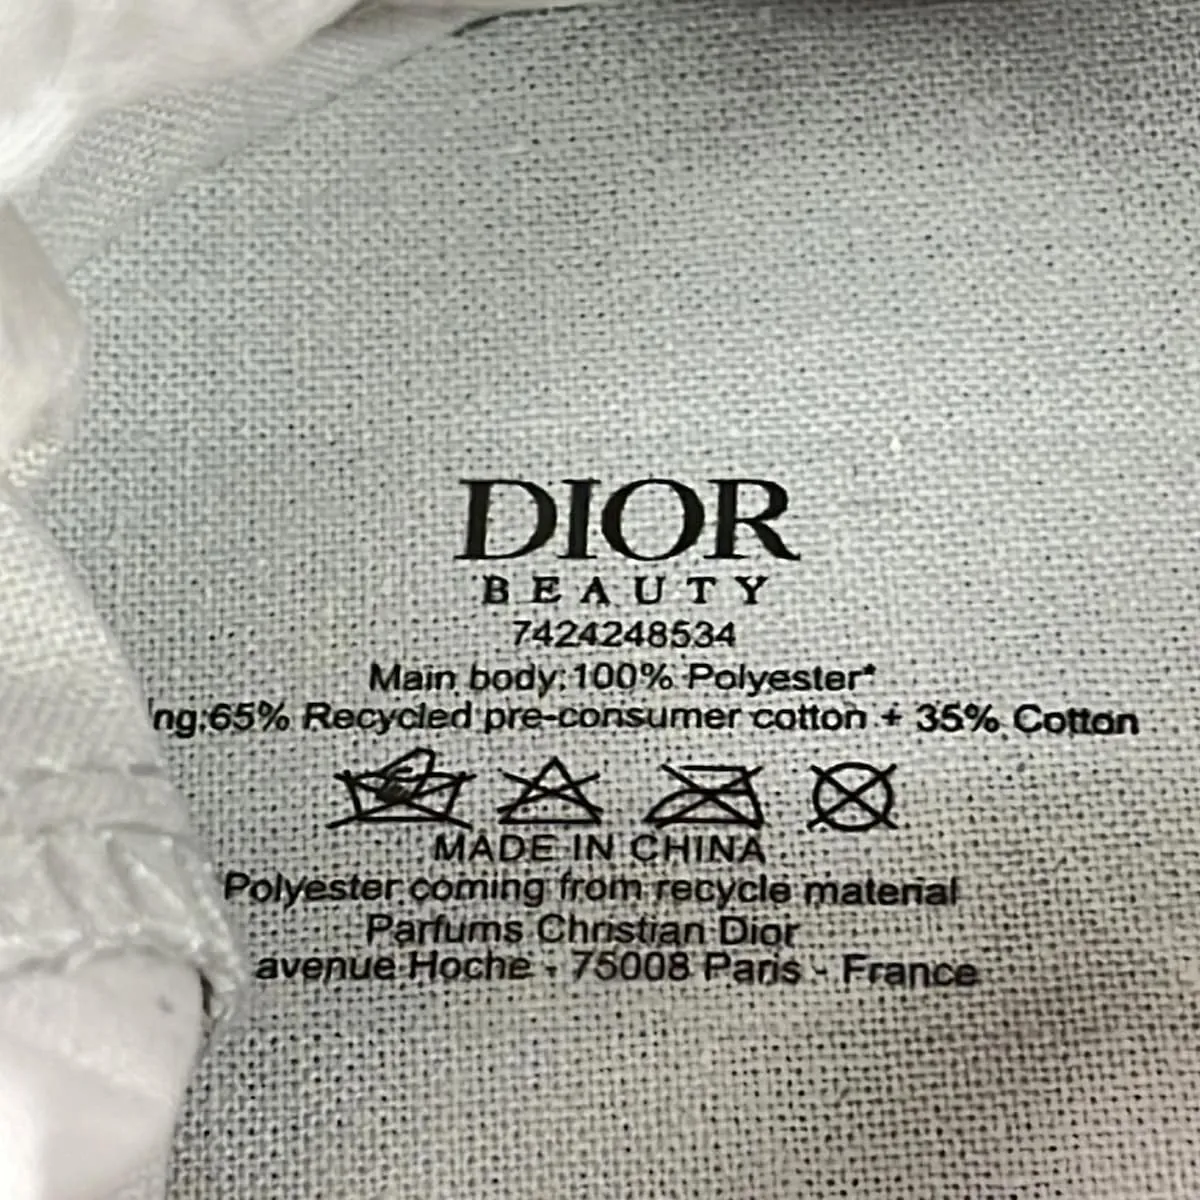 DIOR
BEAUTY
7424248534
Main body:100% Polyester*
ng:65% Recycled pre-consumer cotton + 35% Cotton
MADE IN CHINA
Polyester coming from recycle material
Parfums Christian Dior
avenue Hoche - 75008 Paris - France